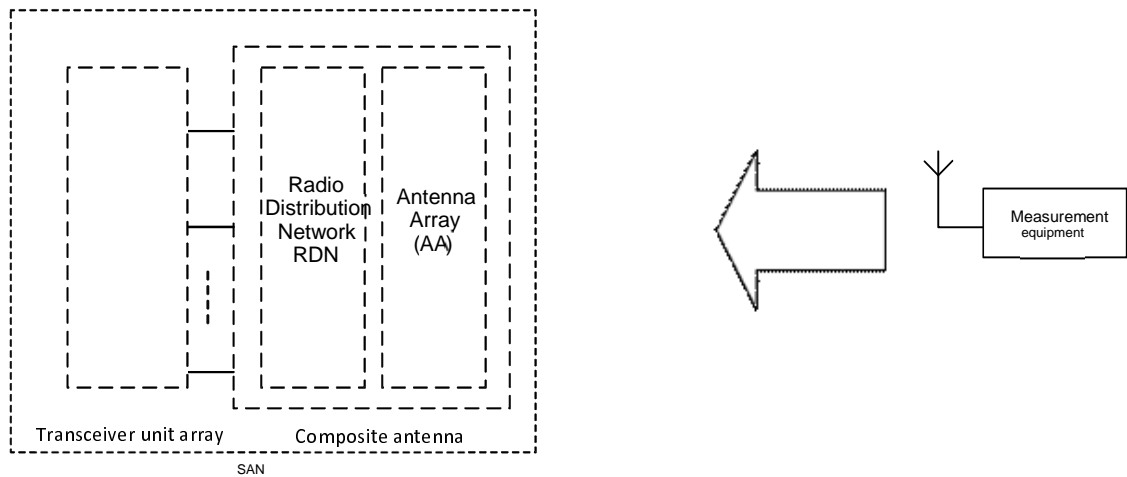 Radio
Distribution
Network
RDN
Antenna
Array
(AA)
Measurement
equipment
Transceiver unit array
Composite antenna
SAN